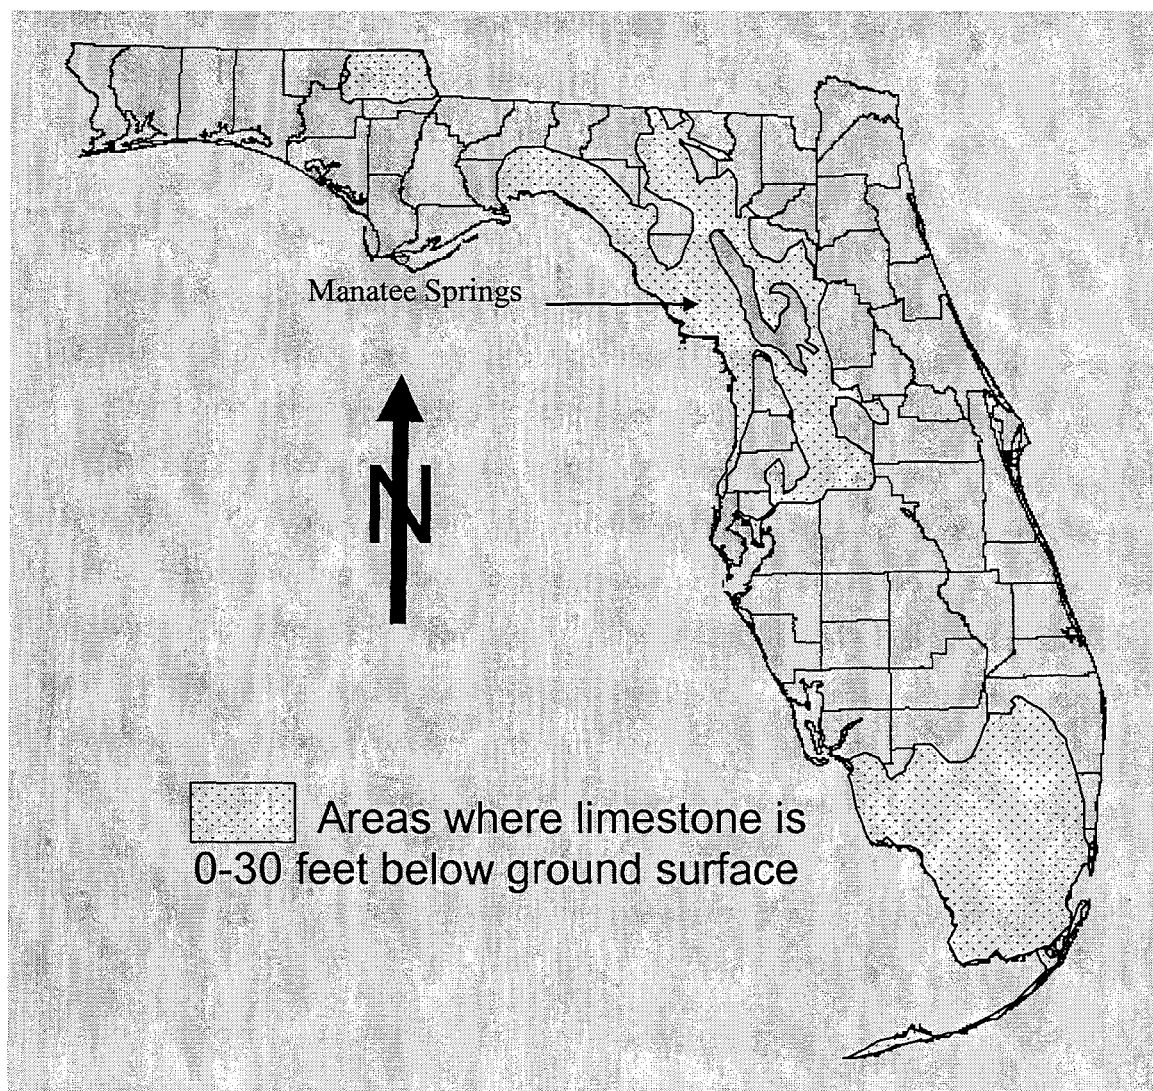 Manatee Springs
N
Areas where limestone is
0-30 feet below ground surface